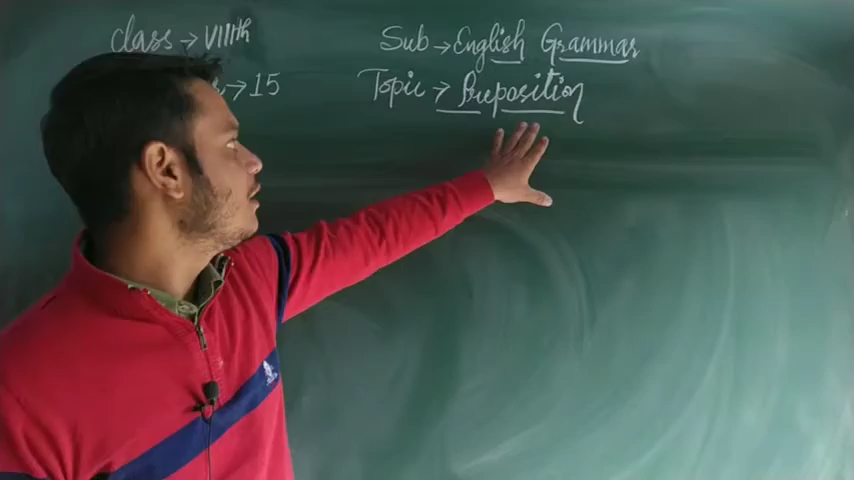 class → VIIIth
Sub → English Grammar
→ 15
Topic → Preposition